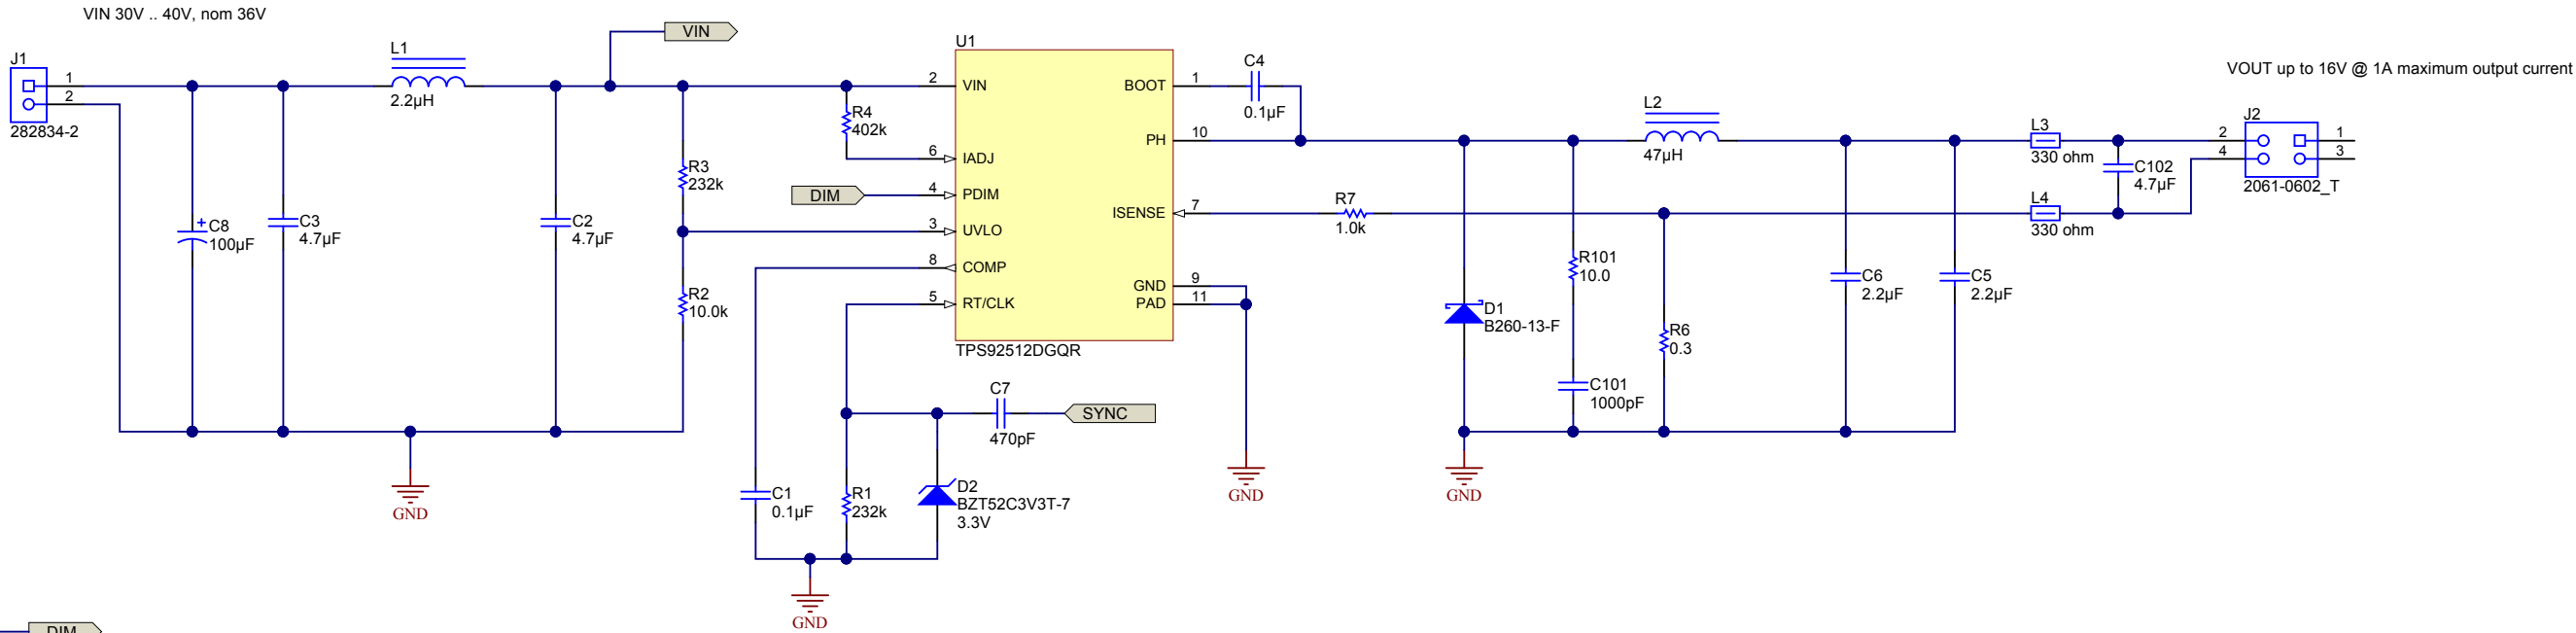 VIN 30V .. 40V, nom 36V
VOUT up to 16V @ 1A maximum output current
J1
1
2
282834-2
C8
100µF
C3
4.7µF
L1
2.2µH
C2
4.7µF
VIN
R3
232k
R2
10.0k
R4
402k
DIM
GND
U1
2 VIN
6 IADJ
4 PDIM
3 UVLO
8 COMP
5 RT/CLK
BOOT 1
PH 10
ISENSE 7
GND 9
PAD 11
TPS92512DGQR
C1
0.1µF
R1
232k
D2
BZT52C3V3T-7
3.3V
C7
470pF
SYNC
GND
C4
0.1µF
GND
R7
1.0k
D1
B260-13-F
GND
R101
10.0
C101
1000pF
L2
47µH
R6
0.3
C6
2.2µF
C5
2.2µF
L3
330 ohm
L4
330 ohm
C102
4.7µF
J2
2 1
4 3
2061-0602_T
DIM